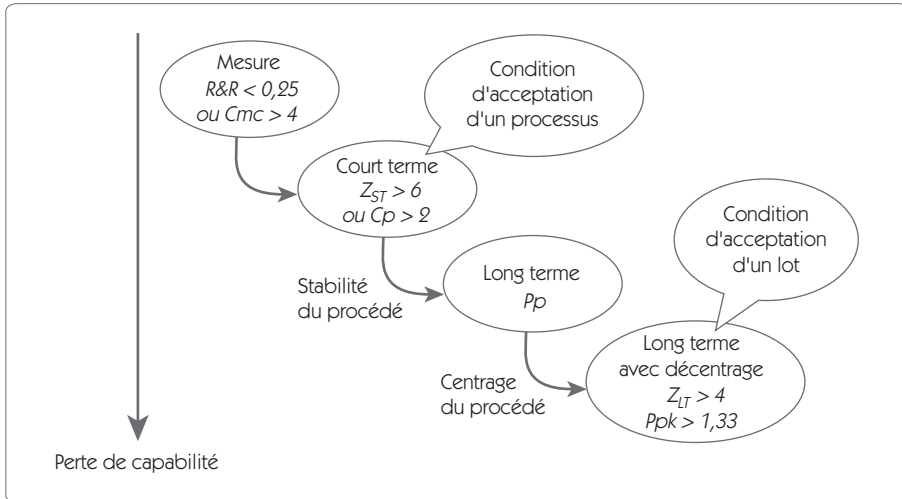 Mesure
R&R < 0,25
ou Cmc > 4
Condition
d'acceptation
d'un processus
Court terme
Z_ST > 6
ou Cp > 2
Condition
d'acceptation
d'un lot
Stabilité
du procédé
Long terme
Pp
Long terme
avec décentrage
Z_LT > 4
Ppk > 1,33
Centrage
du procédé
Perte de capabilité